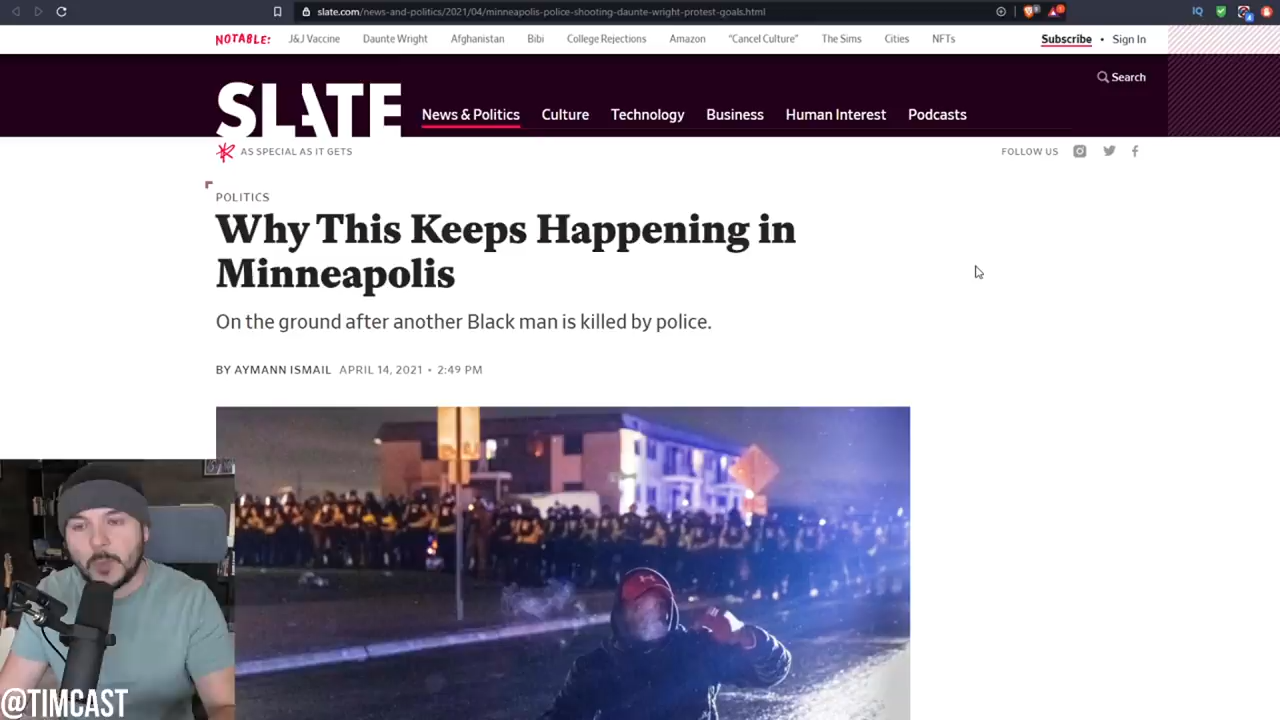 slate.com/news-and-politics/2021/04/minneapolis-police-shooting-daunte-wright-protest-goals.html
IQ
NOTABLE: J&J Vaccine Daunte Wright Afghanistan Bibi College Rejections Amazon "Cancel Culture" The Sims Cities NFTs Subscribe • Sign In
Search
SLATE News & Politics Culture Technology Business Human Interest Podcasts
AS SPECIAL AS IT GETS FOLLOW US
POLITICS
Why This Keeps Happening in
Minneapolis
On the ground after another Black man is killed by police.
BY AYMANN ISMAIL APRIL 14, 2021 • 2:49 PM
@TIMCAST